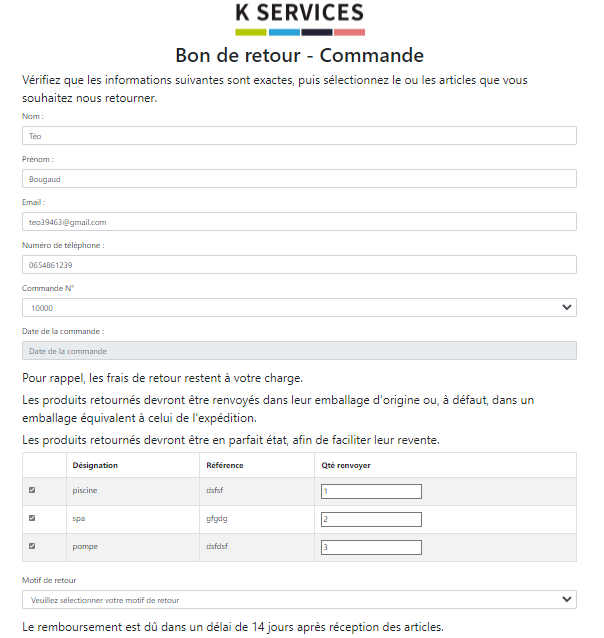 K SERVICES
Bon de retour - Commande
Vérifiez que les informations suivantes sont exactes, puis sélectionnez le ou les articles que vous
souhaitez nous retourner.
Nom :
Teo
Prénom :
Bougaud
Email :
teo39463@gmail.com
Numéro de téléphone :
0654861239
Commande N°
10000
Date de la commande :
Date de la commande
Pour rappel, les frais de retour restent à votre charge.
Les produits retournés devront être renvoyés dans leur emballage d'origine ou, à défaut, dans un
emballage équivalent à celui de l'expédition.
Les produits retournés devront être en parfait état, afin de faciliter leur revente.
Désignation Référence Qté renvoyer
piscine dsfsf 1
spa gfgdg 2
pompe dsfdsf 3
Motif de retour
Veuillez sélectionner votre motif de retour
Le remboursement est dû dans un délai de 14 jours après réception des articles.